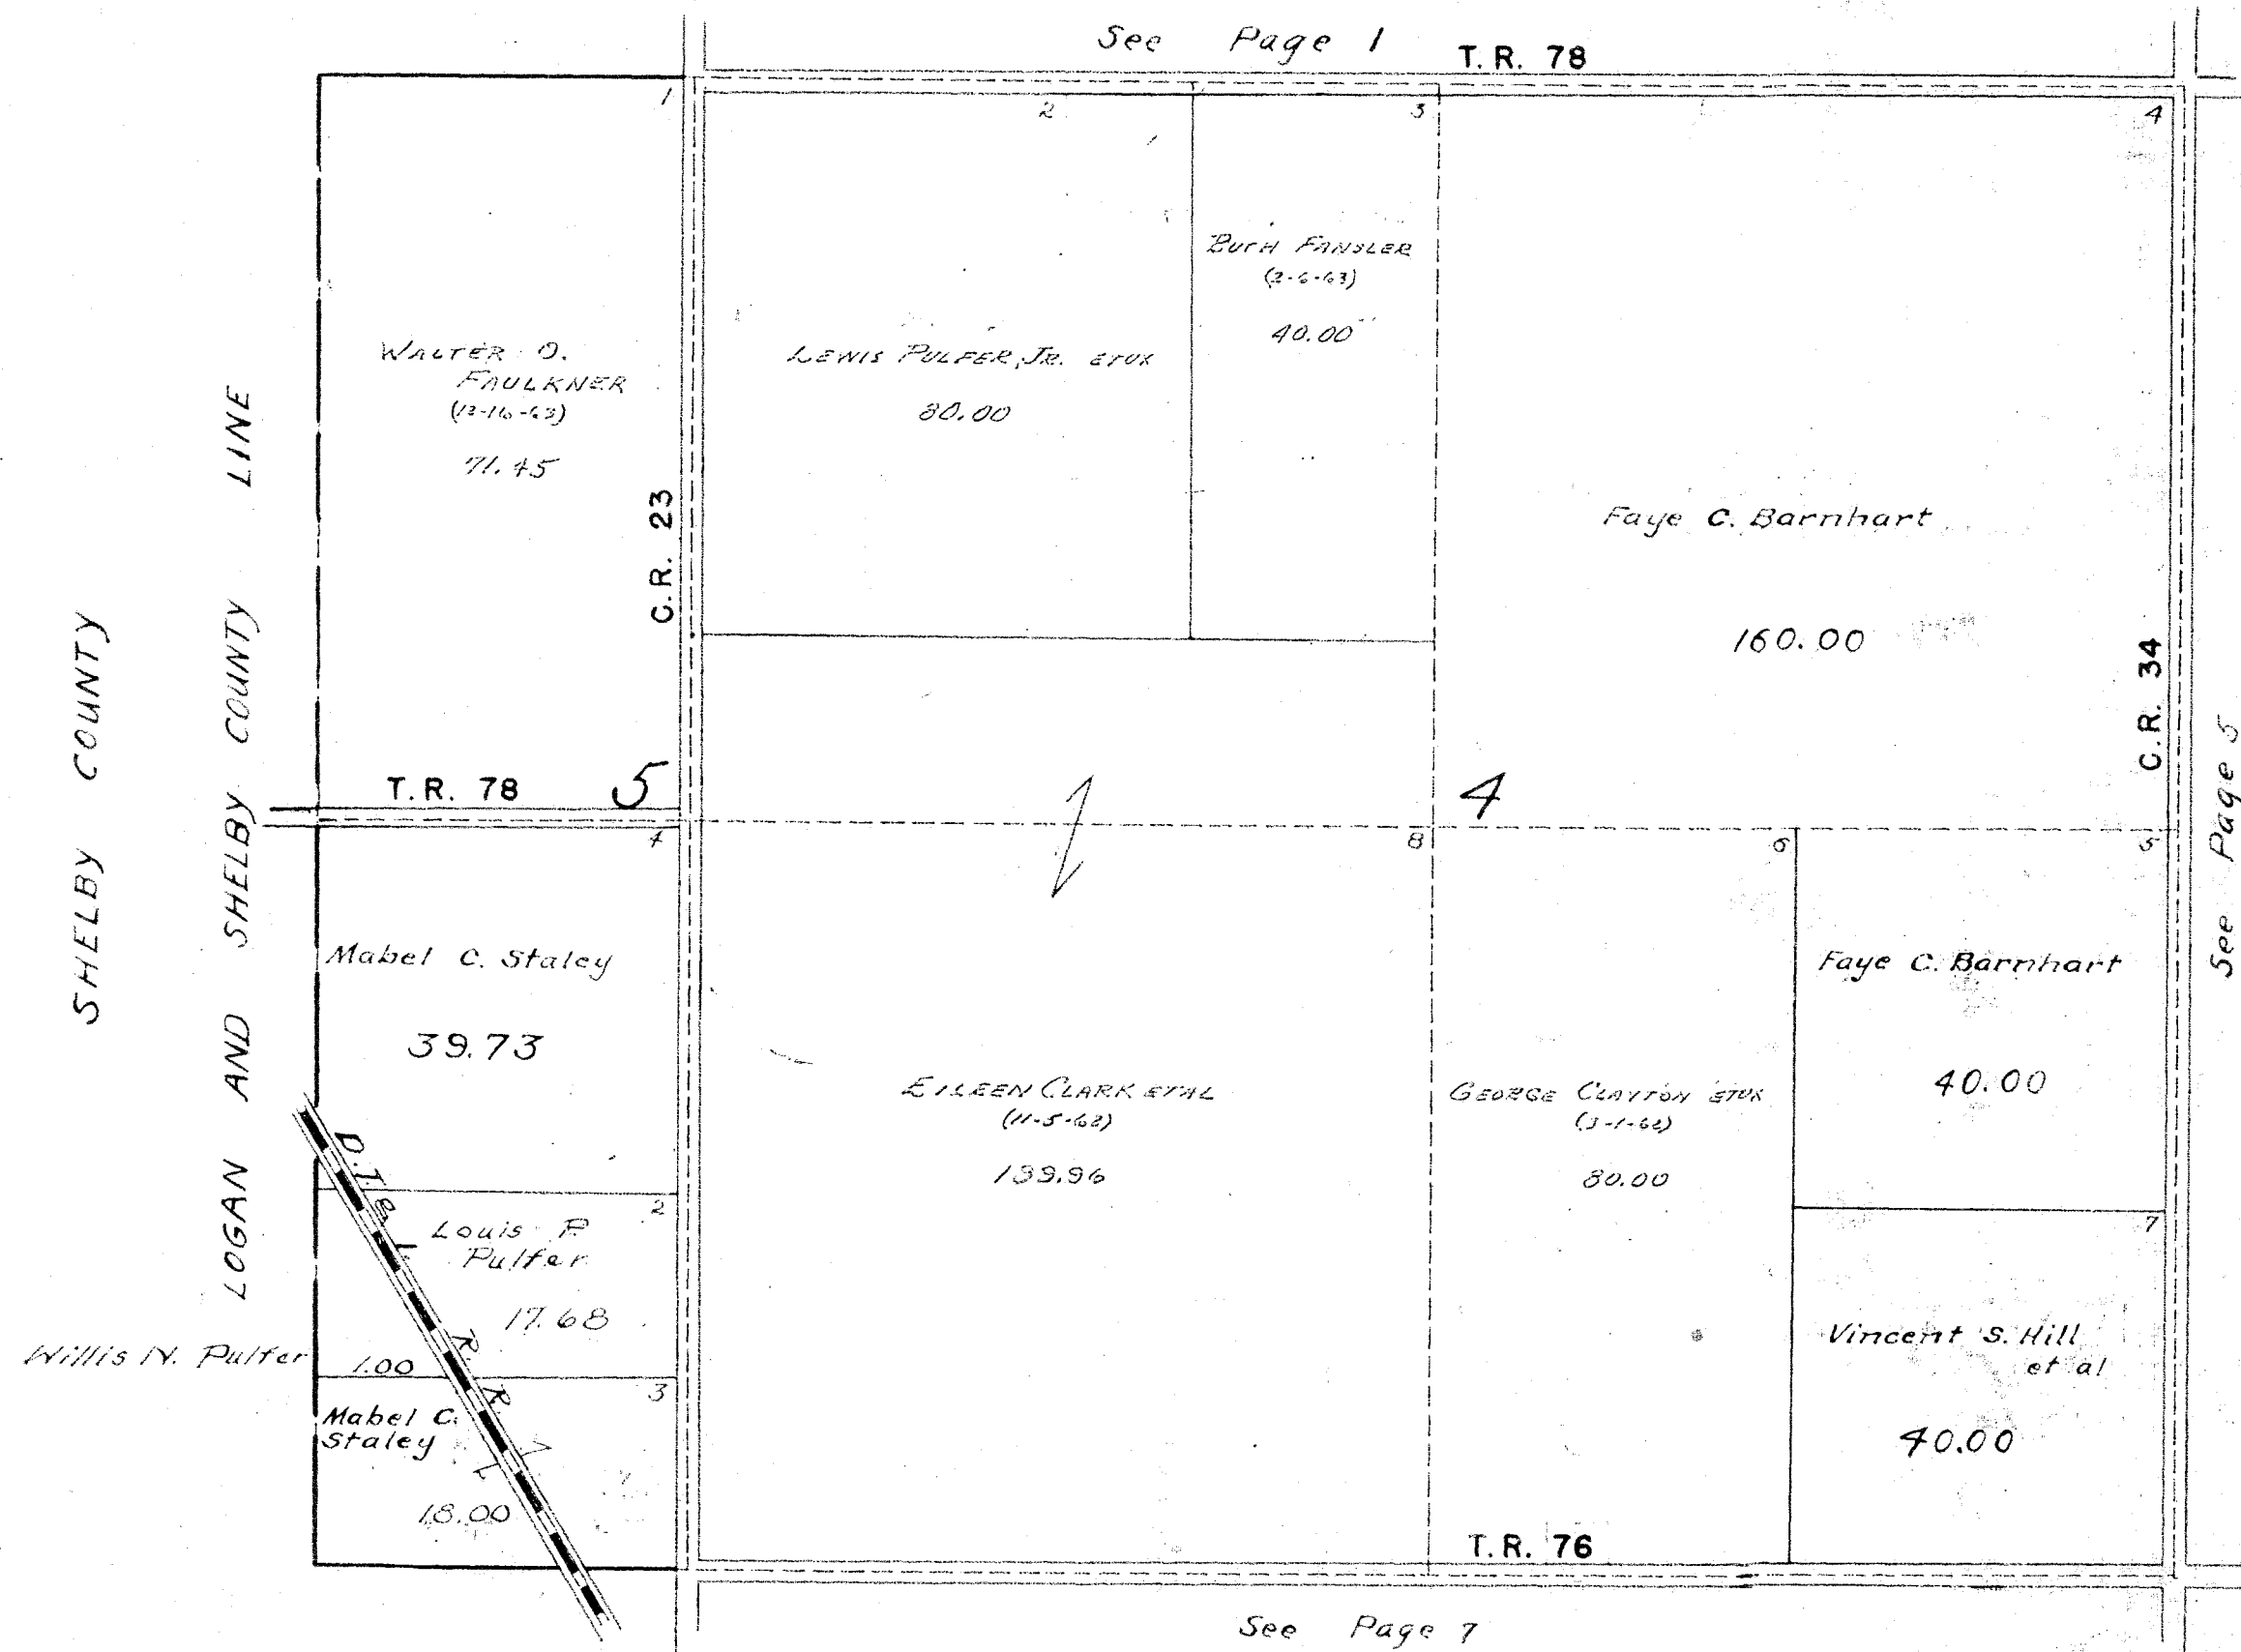 See Page 1
T. R. 78
1
2
3
4
WALTER O.
FAULKNER
(12-16-63)
71.45
C.R. 23
LEWIS PULFER, JR. ETUX
80.00
FANSLER
(2-6-63)
40.00
Faye C. Barnhart
160.00
C.R. 34
See Page 5
SHELBY COUNTY
LOGAN AND SHELBY COUNTY LINE
T.R. 78
5
4
4
8
6
5
Mabel C. Staley
39.73
EILEEN CLARK ETAL
(11-5-62)
GEORGE CLAYTON ETUX
80.00
Faye C. Barnhart
40.00
D.T. & I. R. R.
2
Louis P.
Pulfer
17.68
Willis N. Pulfer
1.00
3
Mabel C.
Staley
18.00
7
Vincent S. Hill
et al
40.00
T.R. 76
See Page 7